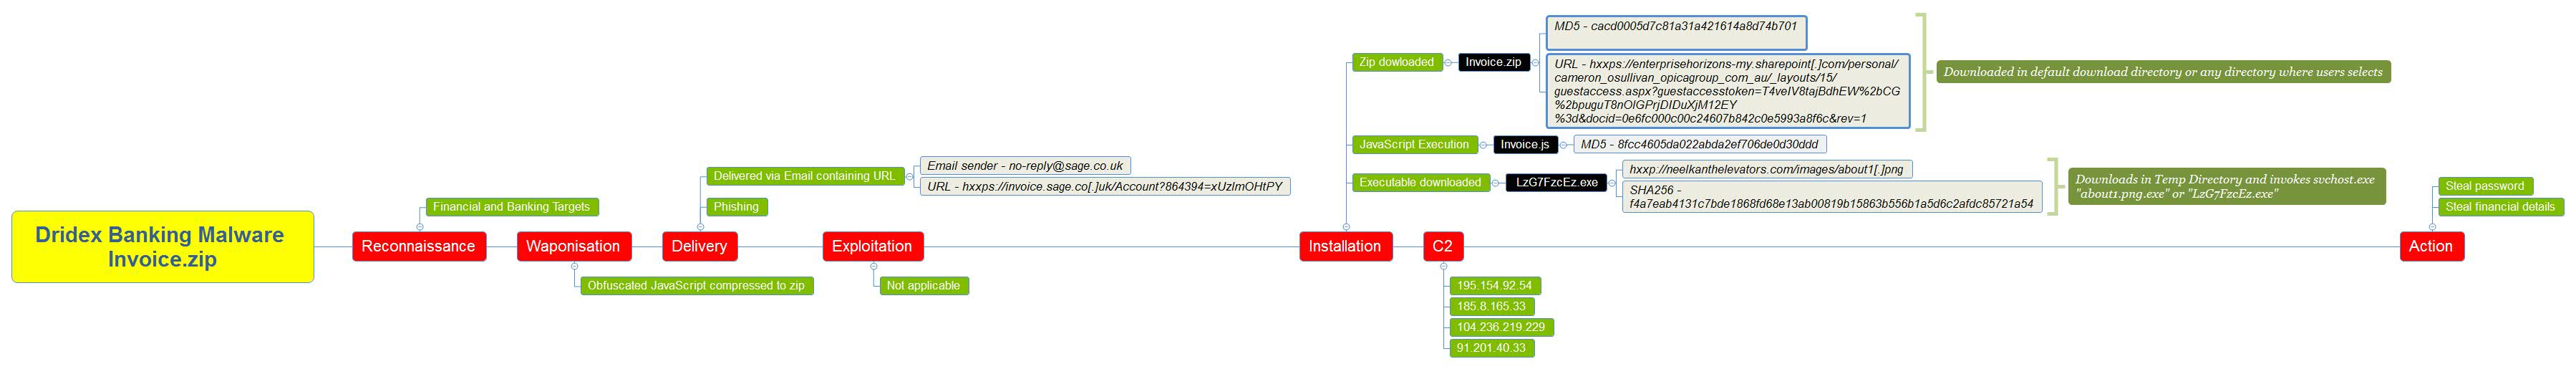 Dridex Banking Malware
Invoice.zip
Reconnaissance
Financial and Banking Targets
Waponisation
Obfuscated JavaScript compressed to zip
Delivery
Delivered via Email containing URL
Email sender - no-reply@sage.co.uk
URL - hxxps://invoice.sage.co[.]uk/Account?864394=xUzlmOHtPY
Phishing
Exploitation
Not applicable
Installation
Zip dowloaded
Invoice.zip
MD5 - cacd0005d7c81a31a421614a8d74b701
URL - hxxps://enterprisehorizons-my.sharepoint[.]com/personal/
cameron_osullivan_opicagroup_com_au/_layouts/15/
guestaccess.aspx?guestaccesstoken=T4veIV8tajBdhEW%2bCG
%2bpuguT8nOlGPrjDIDuXjM12EY
%3d&docid=0e6fc000c00c24607b842c0e5993a8f6c&rev=1
Downloaded in default download directory or any directory where users selects
JavaScript Execution
Invoice.js
MD5 - 8fcc4605da022abda2ef706de0d30ddd
Executable downloaded
LzG7FzcEz.exe
hxxp://neelkanthelevators.com/images/about1[.]png
SHA256 -
f4a7eab4131c7bde1868fd68e13ab00819b15863b556b1a5d6c2afdc85721a54
Downloads in Temp Directory and invokes svchost.exe
"about1.png.exe" or "LzG7FzcEz.exe"
C2
195.154.92.54
185.8.165.33
104.236.219.229
91.201.40.33
Action
Steal password
Steal financial details